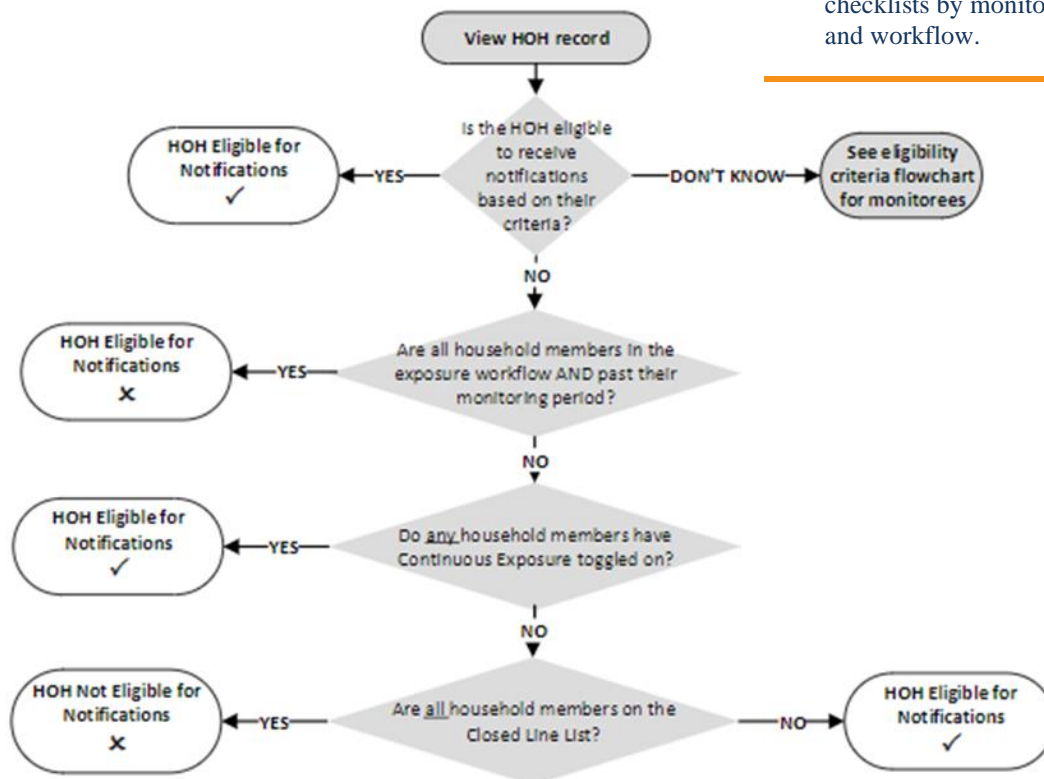 checklists by monito
and workflow.
View HOH record
Is the HOH eligible
to receive
notifications
based on their
criteria?
HOH Eligible for
Notifications
✓
YES
DON'T KNOW
See eligibility
criteria flowchart
for monitorees
NO
Are all household members in the
exposure workflow AND past their
monitoring period?
HOH Eligible for
Notifications
✗
YES
NO
Do any household members have
Continuous Exposure toggled on?
HOH Eligible for
Notifications
✓
YES
NO
Are all household members on the
Closed Line List?
HOH Not Eligible for
Notifications
✗
YES
NO
HOH Eligible for
Notifications
✓